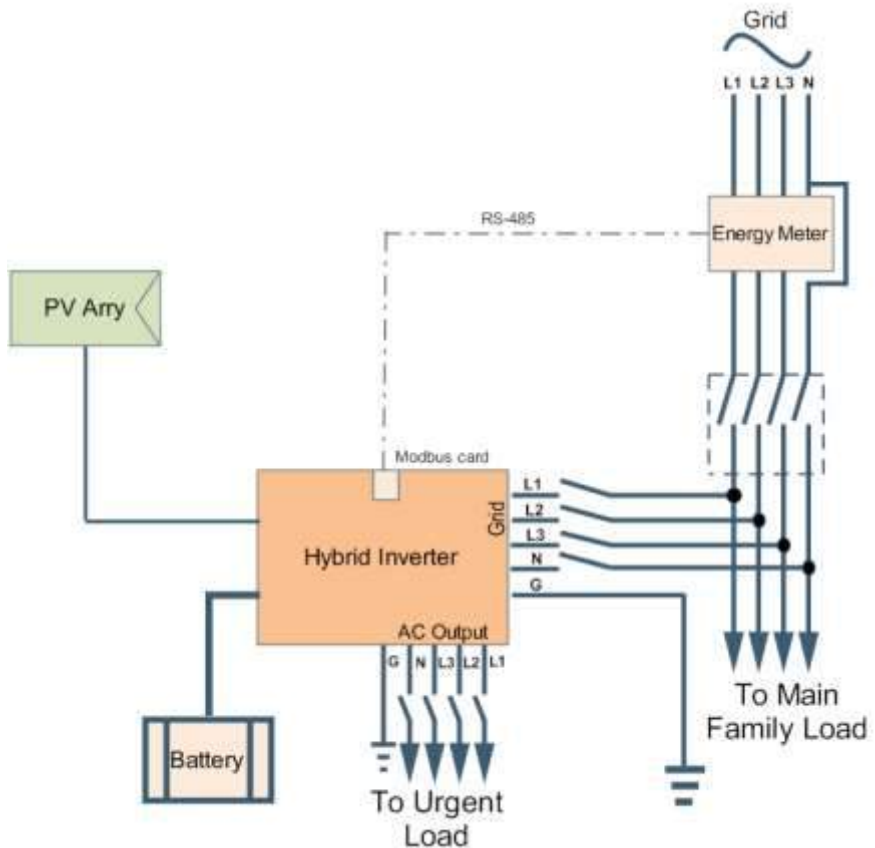 Grid
L1 L2 L3 N
RS-485
Energy Meter
PV Arry
Modbus card
L1
L2
L3
N
G
Grid
Hybrid Inverter
AC Output
G N L3 L2 L1
Battery
To Main
Family Load
To Urgent
Load